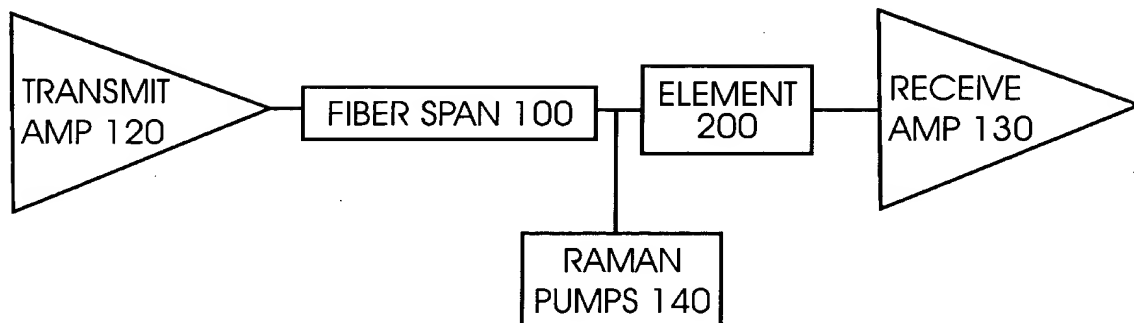 TRANSMIT
AMP 120
FIBER SPAN 100
ELEMENT
200
RECEIVE
AMP 130
RAMAN
PUMPS 140